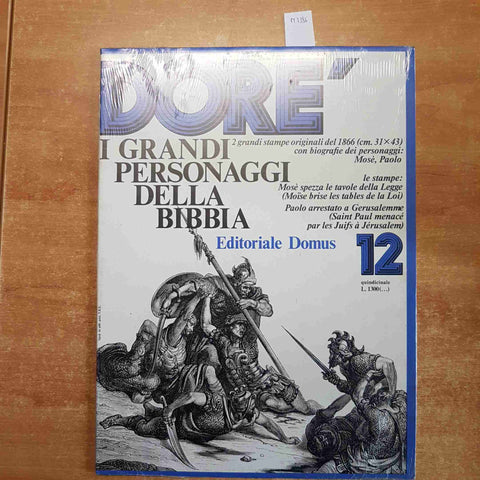 DORE'
2 grandi stampe originali del 1866 (cm. 31×43)
con biografie dei personaggi:
Mosè, Paolo
I GRANDI
PERSONAGGI
DELLA
BIBBIA
le stampe:
Mosè spezza le tavole della Legge
(Moïse brise les tables de la Loi)
Paolo arrestato a Gerusalemme
(Saint Paul menacé
par les Juifs à Jérusalem)
Editoriale Domus
12
quindicinale
L. 1300 (...)